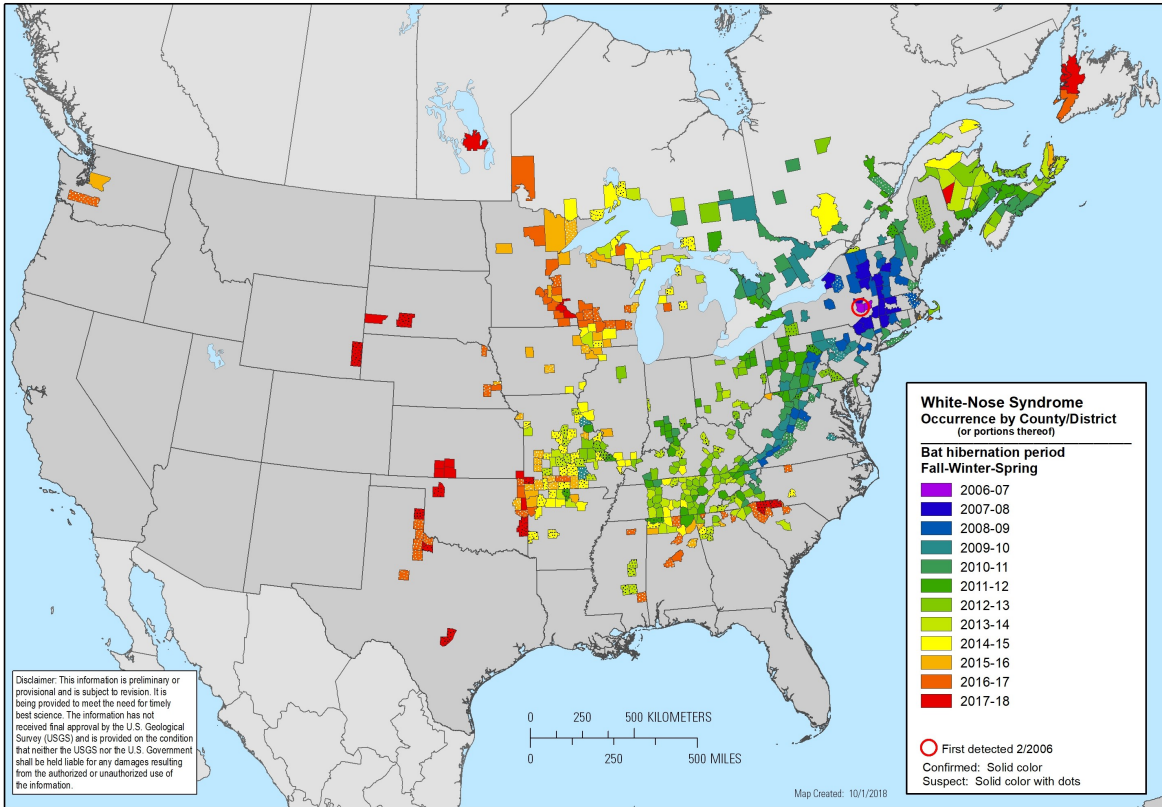 White-Nose Syndrome
Occurrence by County/District
(or portions thereof)
Bat hibernation period
Fall-Winter-Spring
2006-07
2007-08
2008-09
2009-10
2010-11
2011-12
2012-13
2013-14
2014-15
2015-16
2016-17
2017-18
First detected 2/2006
Confirmed: Solid color
Suspect: Solid color with dots
Disclaimer: This information is preliminary or
provisional and is subject to revision. It is
being provided to meet the need for timely
best science. The information has not
received final approval by the U.S. Geological
Survey (USGS) and is provided on the condition
that neither the USGS nor the U.S. Government
shall be held liable for any damages resulting
from the authorized or unauthorized use of
the information.
0 250 500 KILOMETERS
0 250 500 MILES
Map Created: 10/1/2018